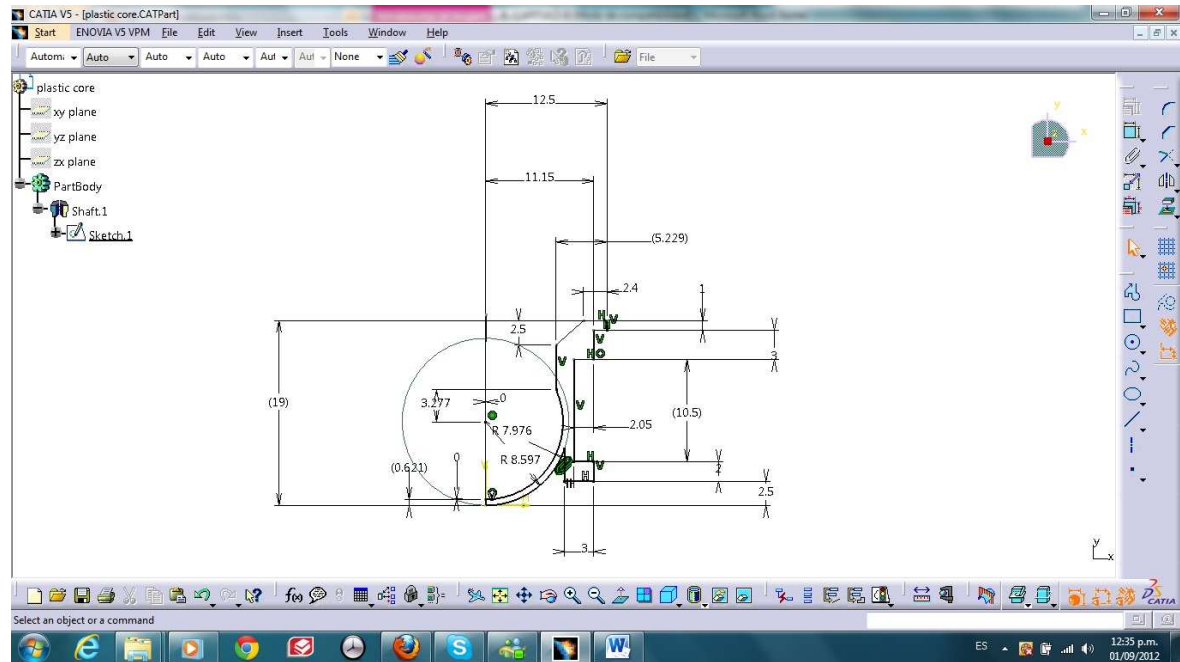 CATIA V5 - [plastic core.CATPart]
Start ENOVIA V5 VPM File Edit View Insert Tools Window Help
Autom: Auto Auto Auto Aut Aut None File
plastic core
xy plane
yz plane
zx plane
PartBody
Shaft.1
Sketch.1
y
x
12.5
11.15
(5.229)
2.4
1
H V
2.5
V
3
V H
(19)
3.277
0
V
(10.5)
R 7.976
2.05
R 8.597
(0.621)
0
H V
2
H
2.5
3
y
x
f(x)
CATIA
Select an object or a command
ES
12:35 p.m.
01/09/2012